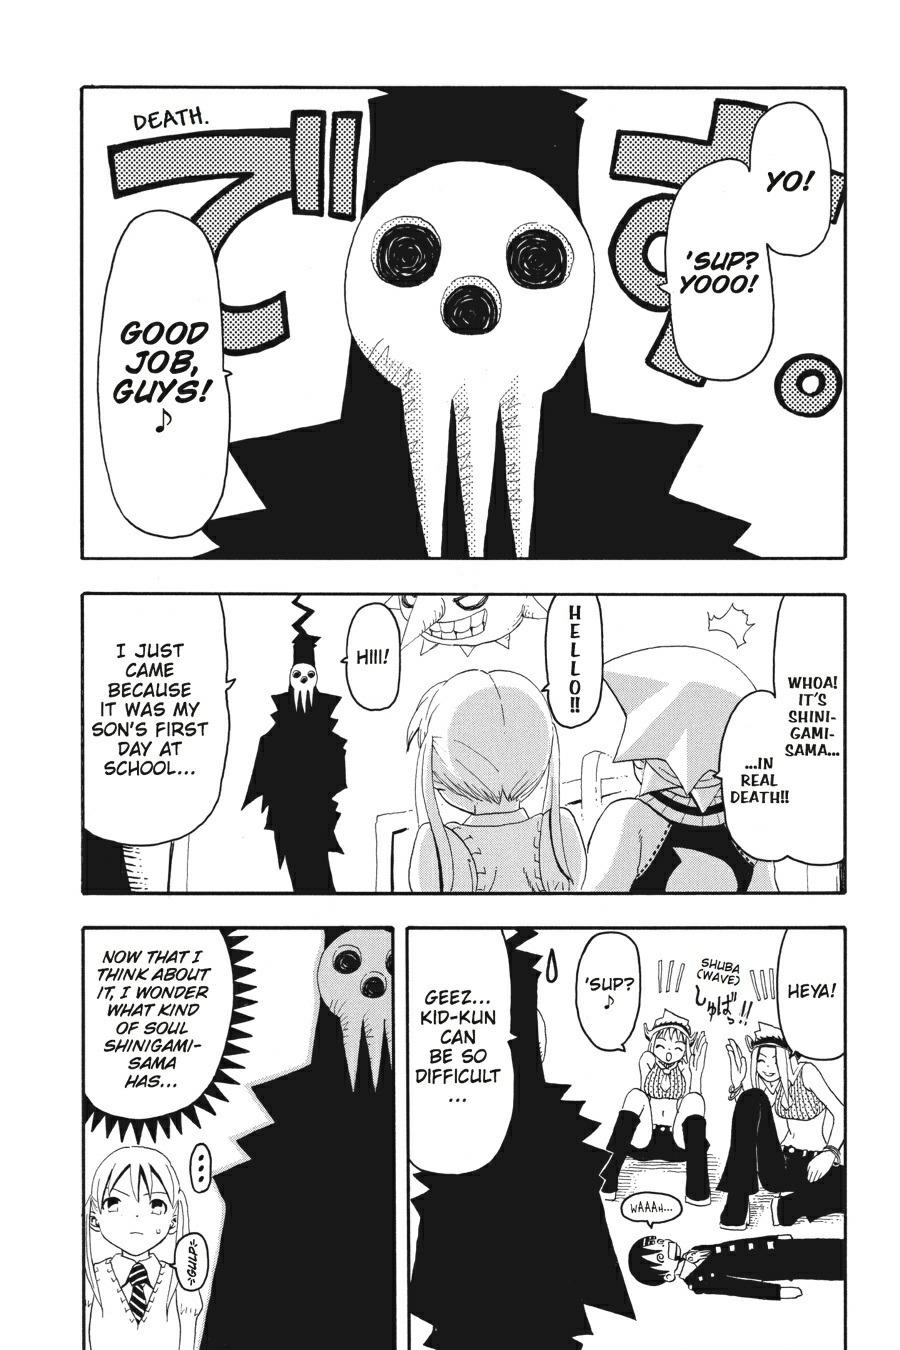 YO!
'SUP?
YOOO!
DEATH.
です。
GOOD
JOB,
GUYS!
♪
WHOA!
IT'S
SHINI-
GAMI-
SAMA...
...IN
REAL
DEATH!!
HELLO!!
HIII!
I JUST
CAME
BECAUSE
IT WAS MY
SON'S FIRST
DAY AT
SCHOOL...
HEYA!
SHUBA
(WAVE)
しゅばっ!!
'SUP?
♪
WAAAH...
GEEZ...
KID-KUN
CAN
BE SO
DIFFICULT
...
NOW THAT I
THINK ABOUT
IT, I WONDER
WHAT KIND
OF SOUL
SHINIGAMI-
SAMA
HAS...
...
GULP